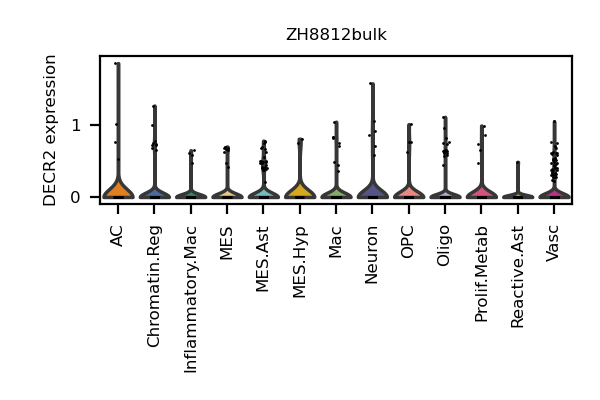 ZH8812bulk
DECR2 expression
1
0
AC
Chromatin.Reg
Inflammatory.Mac
MES
MES.Ast
MES.Hyp
Mac
Neuron
OPC
Oligo
Prolif.Metab
Reactive.Ast
Vasc